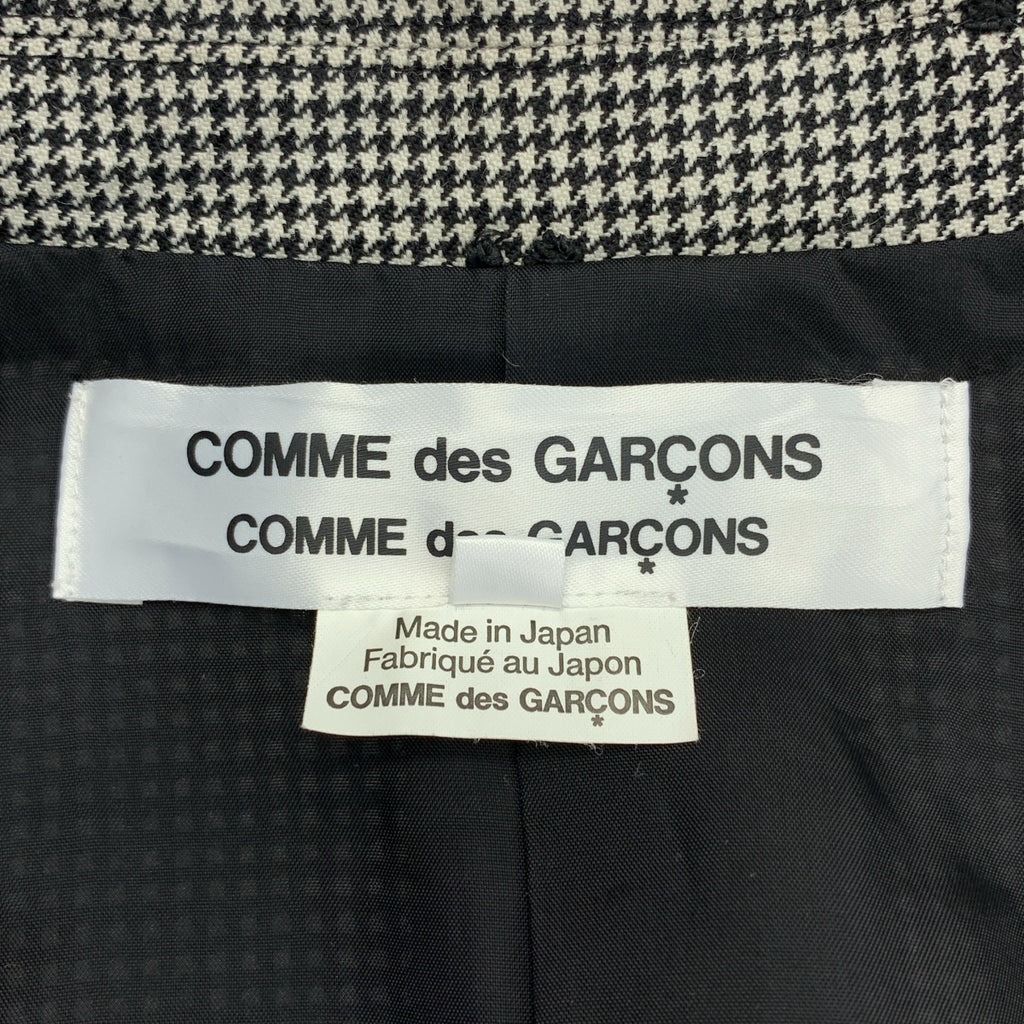 COMME des GARÇONS
COMME des GARÇONS
Made in Japan
Fabriqué au Japon
COMME des GARÇONS